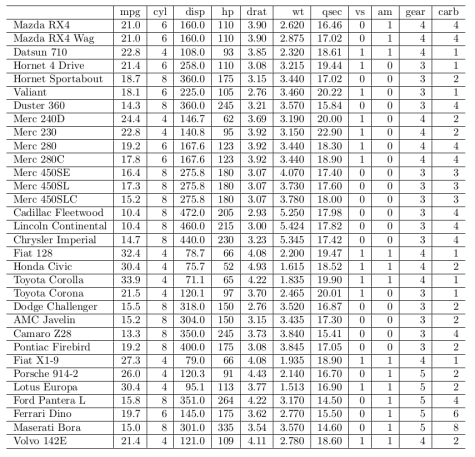 mpg cyl disp hp drat wt qsec vs am gear carb
Mazda RX4 21.0 6 160.0 110 3.90 2.620 16.46 0 1 4 4
Mazda RX4 Wag 21.0 6 160.0 110 3.90 2.875 17.02 0 1 4 4
Datsun 710 22.8 4 108.0 93 3.85 2.320 18.61 1 1 4 1
Hornet 4 Drive 21.4 6 258.0 110 3.08 3.215 19.44 1 0 3 1
Hornet Sportabout 18.7 8 360.0 175 3.15 3.440 17.02 0 0 3 2
Valiant 18.1 6 225.0 105 2.76 3.460 20.22 1 0 3 1
Duster 360 14.3 8 360.0 245 3.21 3.570 15.84 0 0 3 4
Merc 240D 24.4 4 146.7 62 3.69 3.190 20.00 1 0 4 2
Merc 230 22.8 4 140.8 95 3.92 3.150 22.90 1 0 4 2
Merc 280 19.2 6 167.6 123 3.92 3.440 18.30 1 0 4 4
Merc 280C 17.8 6 167.6 123 3.92 3.440 18.90 1 0 4 4
Merc 450SE 16.4 8 275.8 180 3.07 4.070 17.40 0 0 3 3
Merc 450SL 17.3 8 275.8 180 3.07 3.730 17.60 0 0 3 3
Merc 450SLC 15.2 8 275.8 180 3.07 3.780 18.00 0 0 3 3
Cadillac Fleetwood 10.4 8 472.0 205 2.93 5.250 17.98 0 0 3 4
Lincoln Continental 10.4 8 460.0 215 3.00 5.424 17.82 0 0 3 4
Chrysler Imperial 14.7 8 440.0 230 3.23 5.345 17.42 0 0 3 4
Fiat 128 32.4 4 78.7 66 4.08 2.200 19.47 1 1 4 1
Honda Civic 30.4 4 75.7 52 4.93 1.615 18.52 1 1 4 2
Toyota Corolla 33.9 4 71.1 65 4.22 1.835 19.90 1 1 4 1
Toyota Corona 21.5 4 120.1 97 3.70 2.465 20.01 1 0 3 1
Dodge Challenger 15.5 8 318.0 150 2.76 3.520 16.87 0 0 3 2
AMC Javelin 15.2 8 304.0 150 3.15 3.435 17.30 0 0 3 2
Camaro Z28 13.3 8 350.0 245 3.73 3.840 15.41 0 0 3 4
Pontiac Firebird 19.2 8 400.0 175 3.08 3.845 17.05 0 0 3 2
Fiat X1-9 27.3 4 79.0 66 4.08 1.935 18.90 1 1 4 1
Porsche 914-2 26.0 4 120.3 91 4.43 2.140 16.70 0 1 5 2
Lotus Europa 30.4 4 95.1 113 3.77 1.513 16.90 1 1 5 2
Ford Pantera L 15.8 8 351.0 264 4.22 3.170 14.50 0 1 5 4
Ferrari Dino 19.7 6 145.0 175 3.62 2.770 15.50 0 1 5 6
Maserati Bora 15.0 8 301.0 335 3.54 3.570 14.60 0 1 5 8
Volvo 142E 21.4 4 121.0 109 4.11 2.780 18.60 1 1 4 2